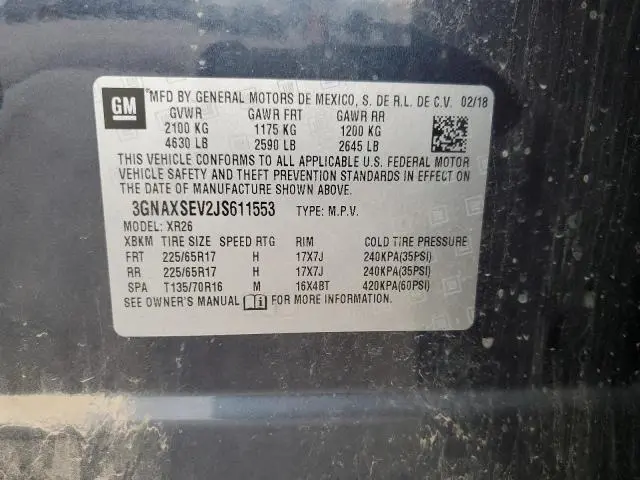 GM *MFD BY GENERAL MOTORS DE MEXICO, S. DE R.L. DE C.V. 02/18
GVWR GAWR FRT GAWR RR
2100 KG 1175 KG 1200 KG
4630 LB 2590 LB 2645 LB
THIS VEHICLE CONFORMS TO ALL APPLICABLE U.S. FEDERAL MOTOR
VEHICLE SAFETY AND THEFT PREVENTION STANDARDS IN EFFECT ON
THE DATE OF MANUFACTURE SHOWN ABOVE.
3GNAXSEV2JS611553 TYPE: M.P.V.
MODEL: XR26
XBKM TIRE SIZE SPEED RTG RIM COLD TIRE PRESSURE
FRT 225/65R17 H 17X7J 240KPA(35PSI)
RR 225/65R17 H 17X7J 240KPA(35PSI)
SPA T135/70R16 M 16X4BT 420KPA(60PSI)
SEE OWNER'S MANUAL i FOR MORE INFORMATION.